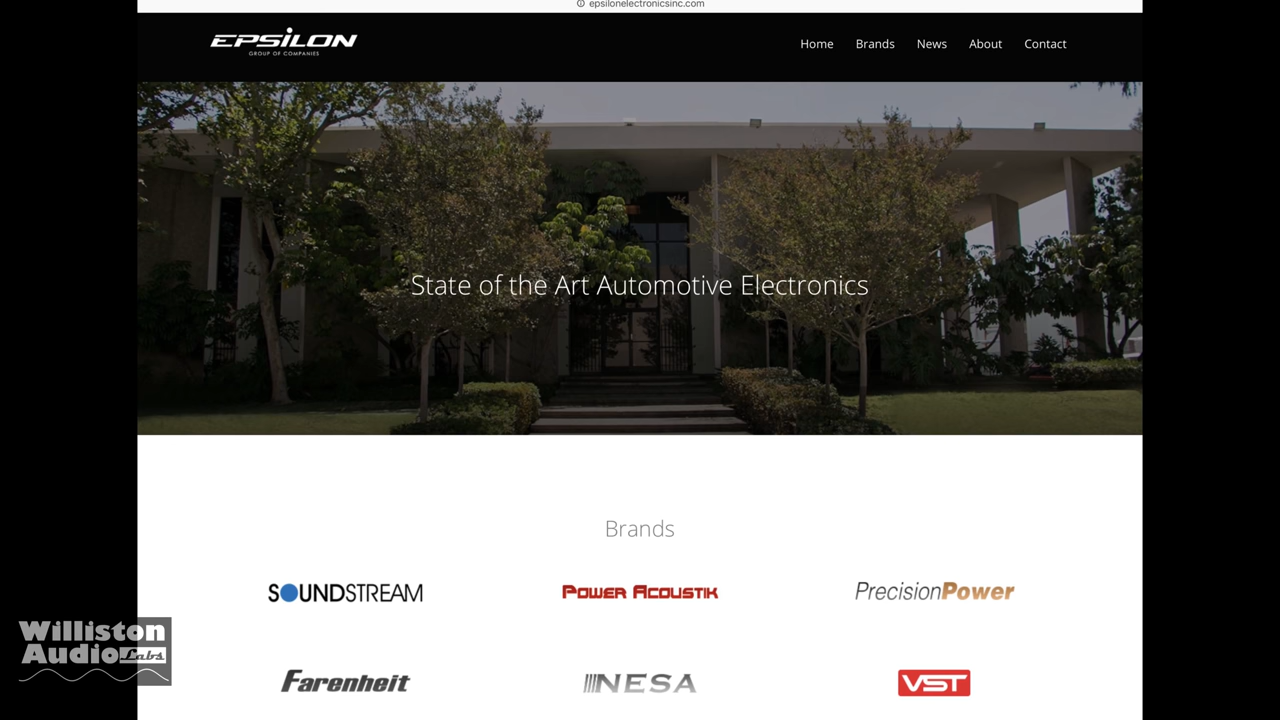 epsilonelectronicsinc.com
EPSILON
GROUP OF COMPANIES
Home Brands News About Contact
State of the Art Automotive Electronics
Brands
SOUNDSTREAM POWER ACOUSTIK PrecisionPower
Farenheit NESA VST
Williston
Audio Labs